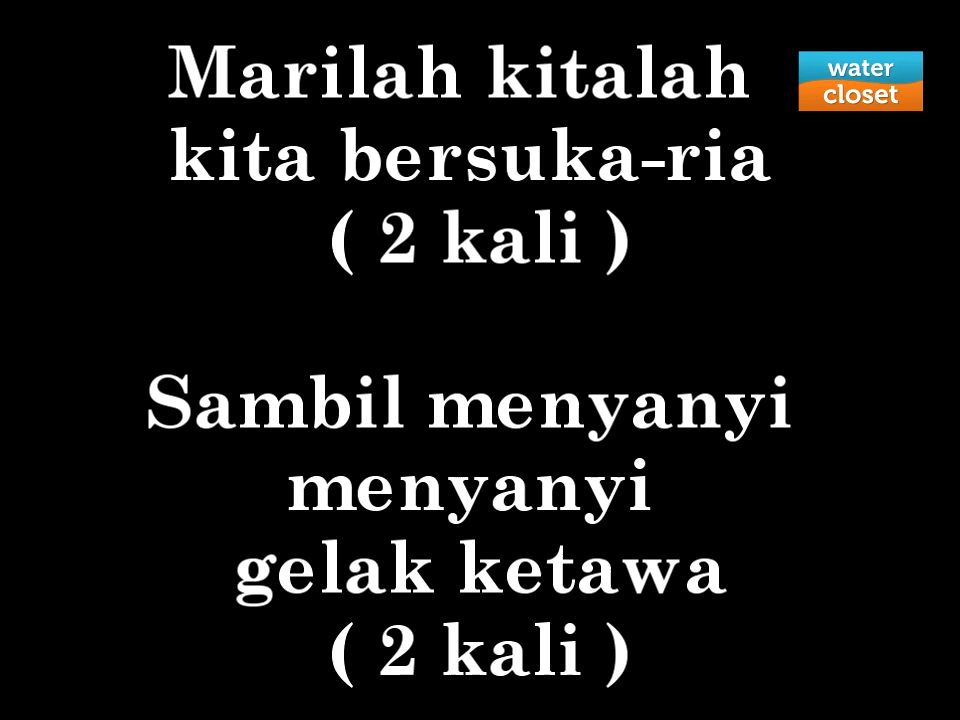 Marilah kitalah
water
closet
kita bersuka-ria
( 2 kali )
Sambil menyanyi
menyanyi
gelak ketawa
( 2 kali )